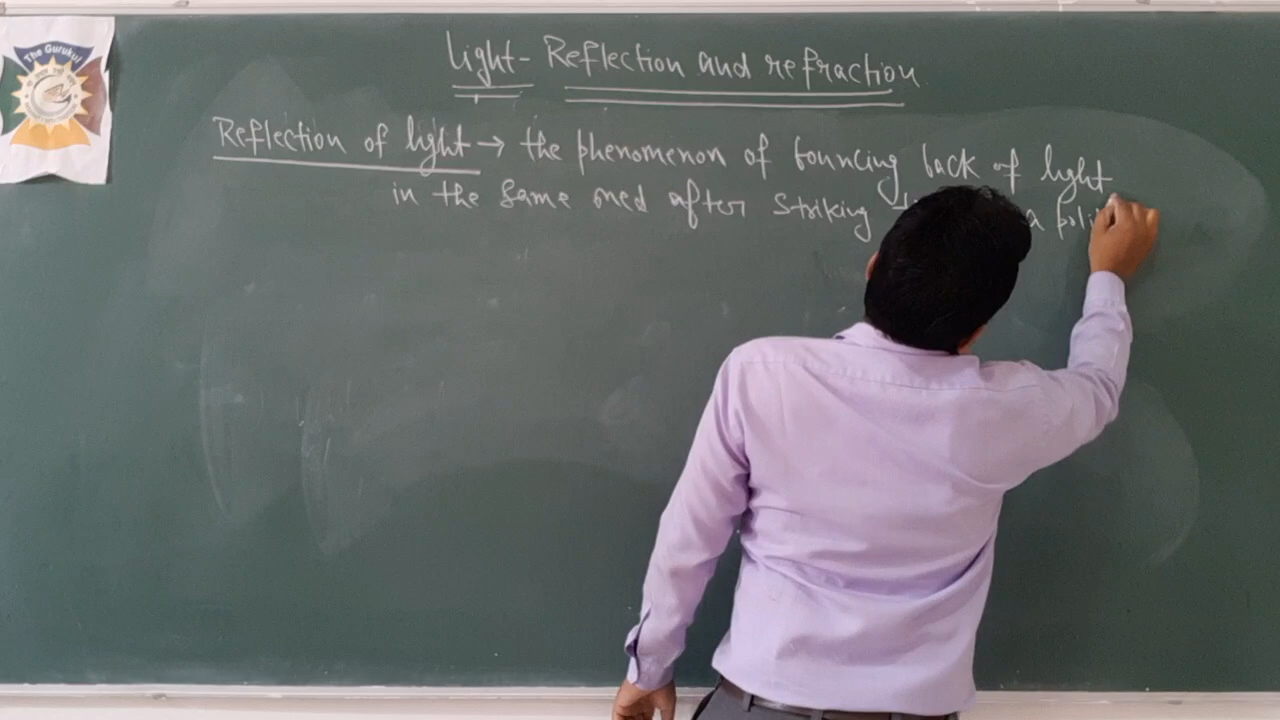 The Gurukul
Light - Reflection and refraction
Reflection of light → the phenomenon of bouncing back of light
in the same med after striking a poli